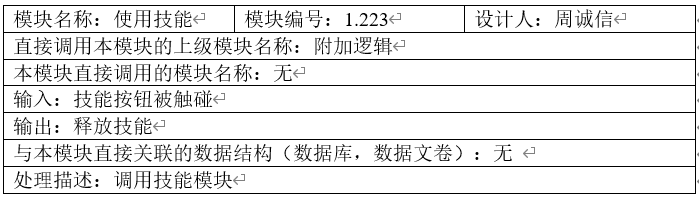 模块名称：使用技能 模块编号：1.223 设计人：周诚信
直接调用本模块的上级模块名称：附加逻辑
本模块直接调用的模块名称：无
输入：技能按钮被触碰
输出：释放技能
与本模块直接关联的数据结构（数据库，数据文卷）：无
处理描述：调用技能模块